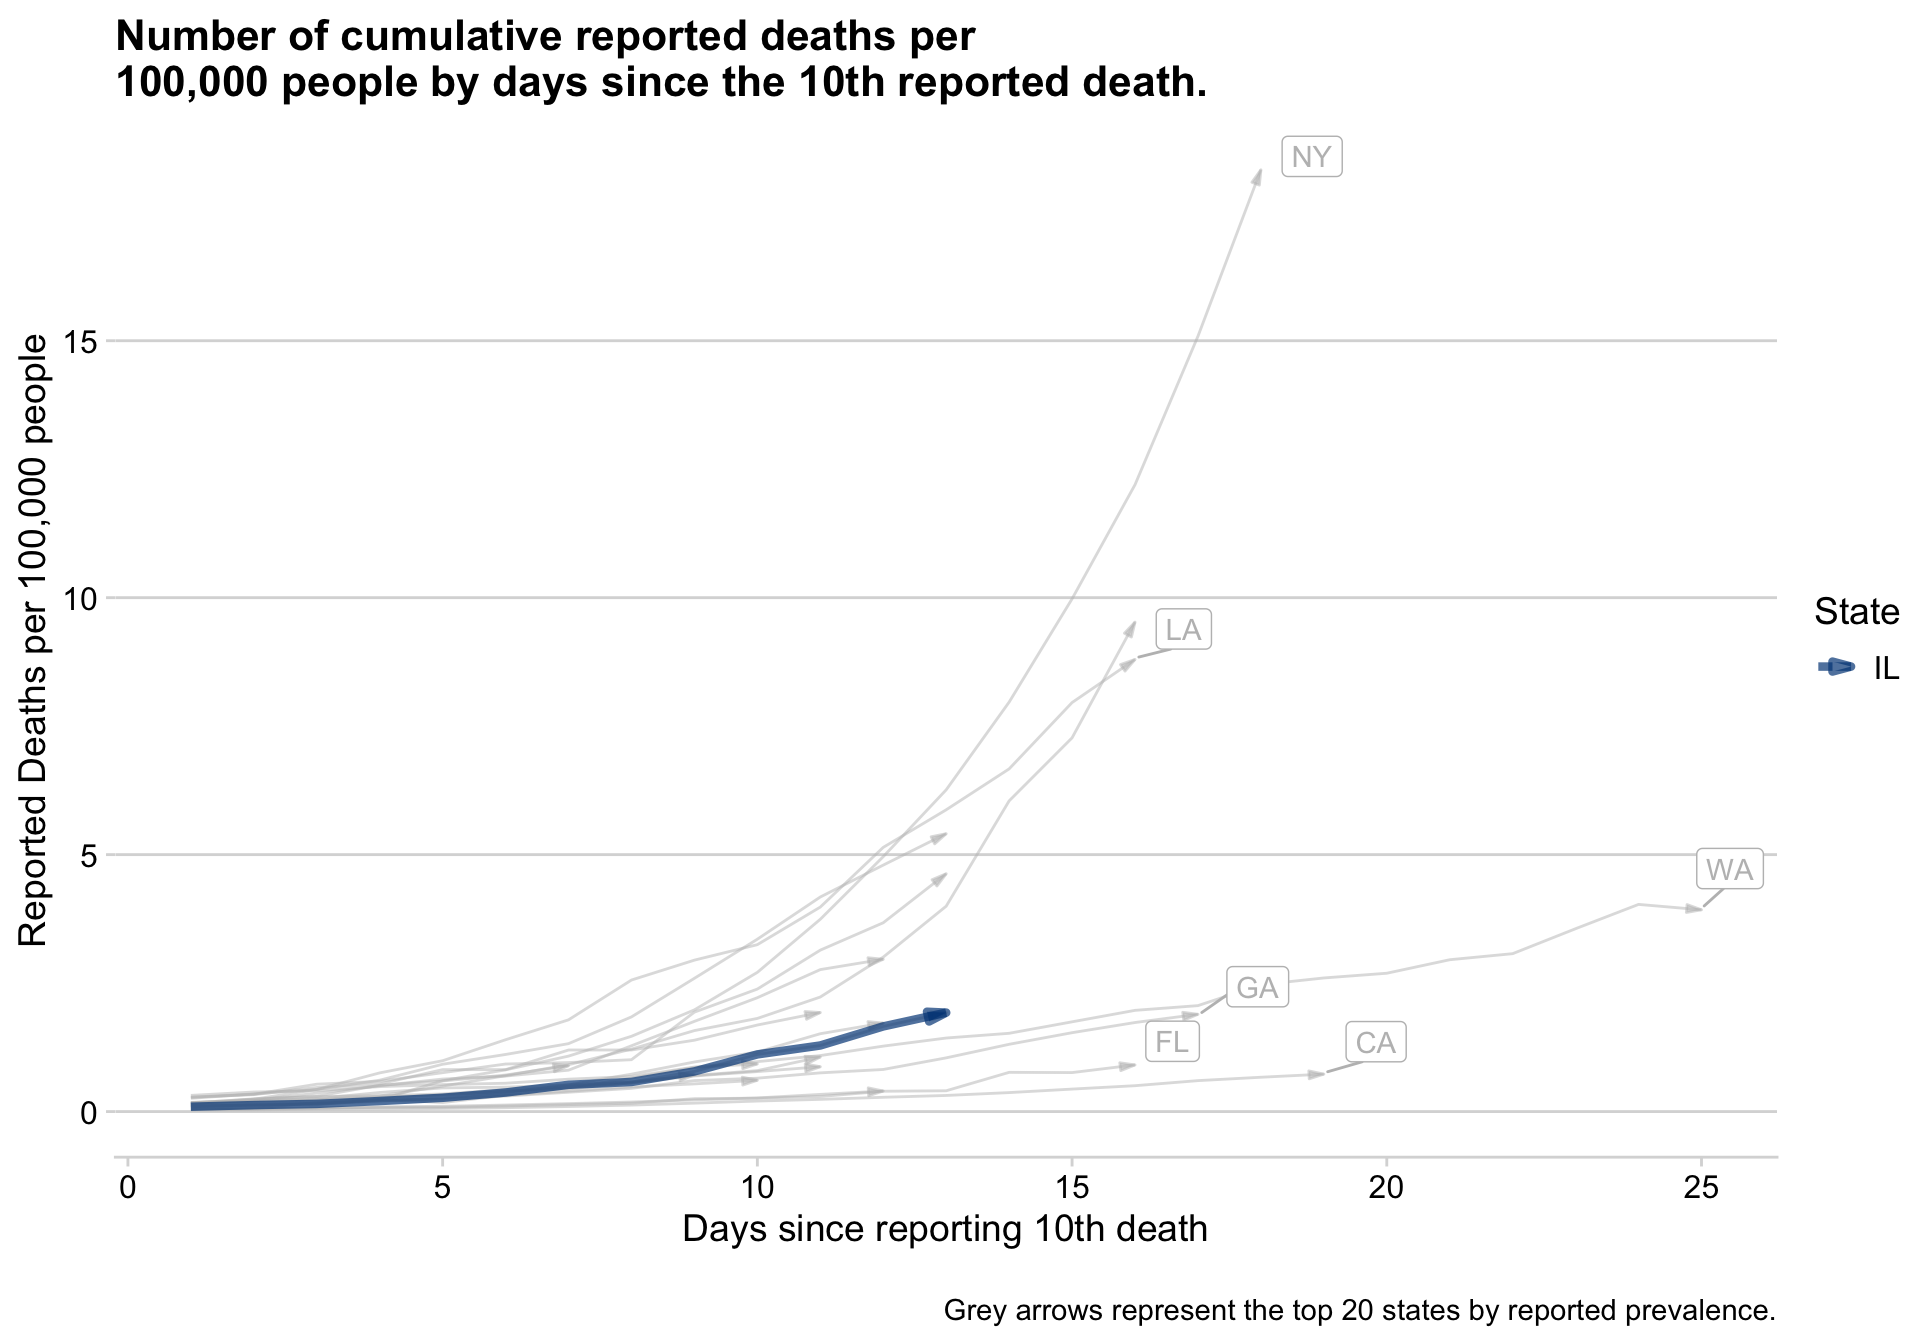 Number of cumulative reported deaths per
100,000 people by days since the 10th reported death.
NY
15
10
LA
State
IL
5
WA
GA
FL
CA
0
Reported Deaths per 100,000 people
0 5 10 15 20 25
Days since reporting 10th death
Grey arrows represent the top 20 states by reported prevalence.